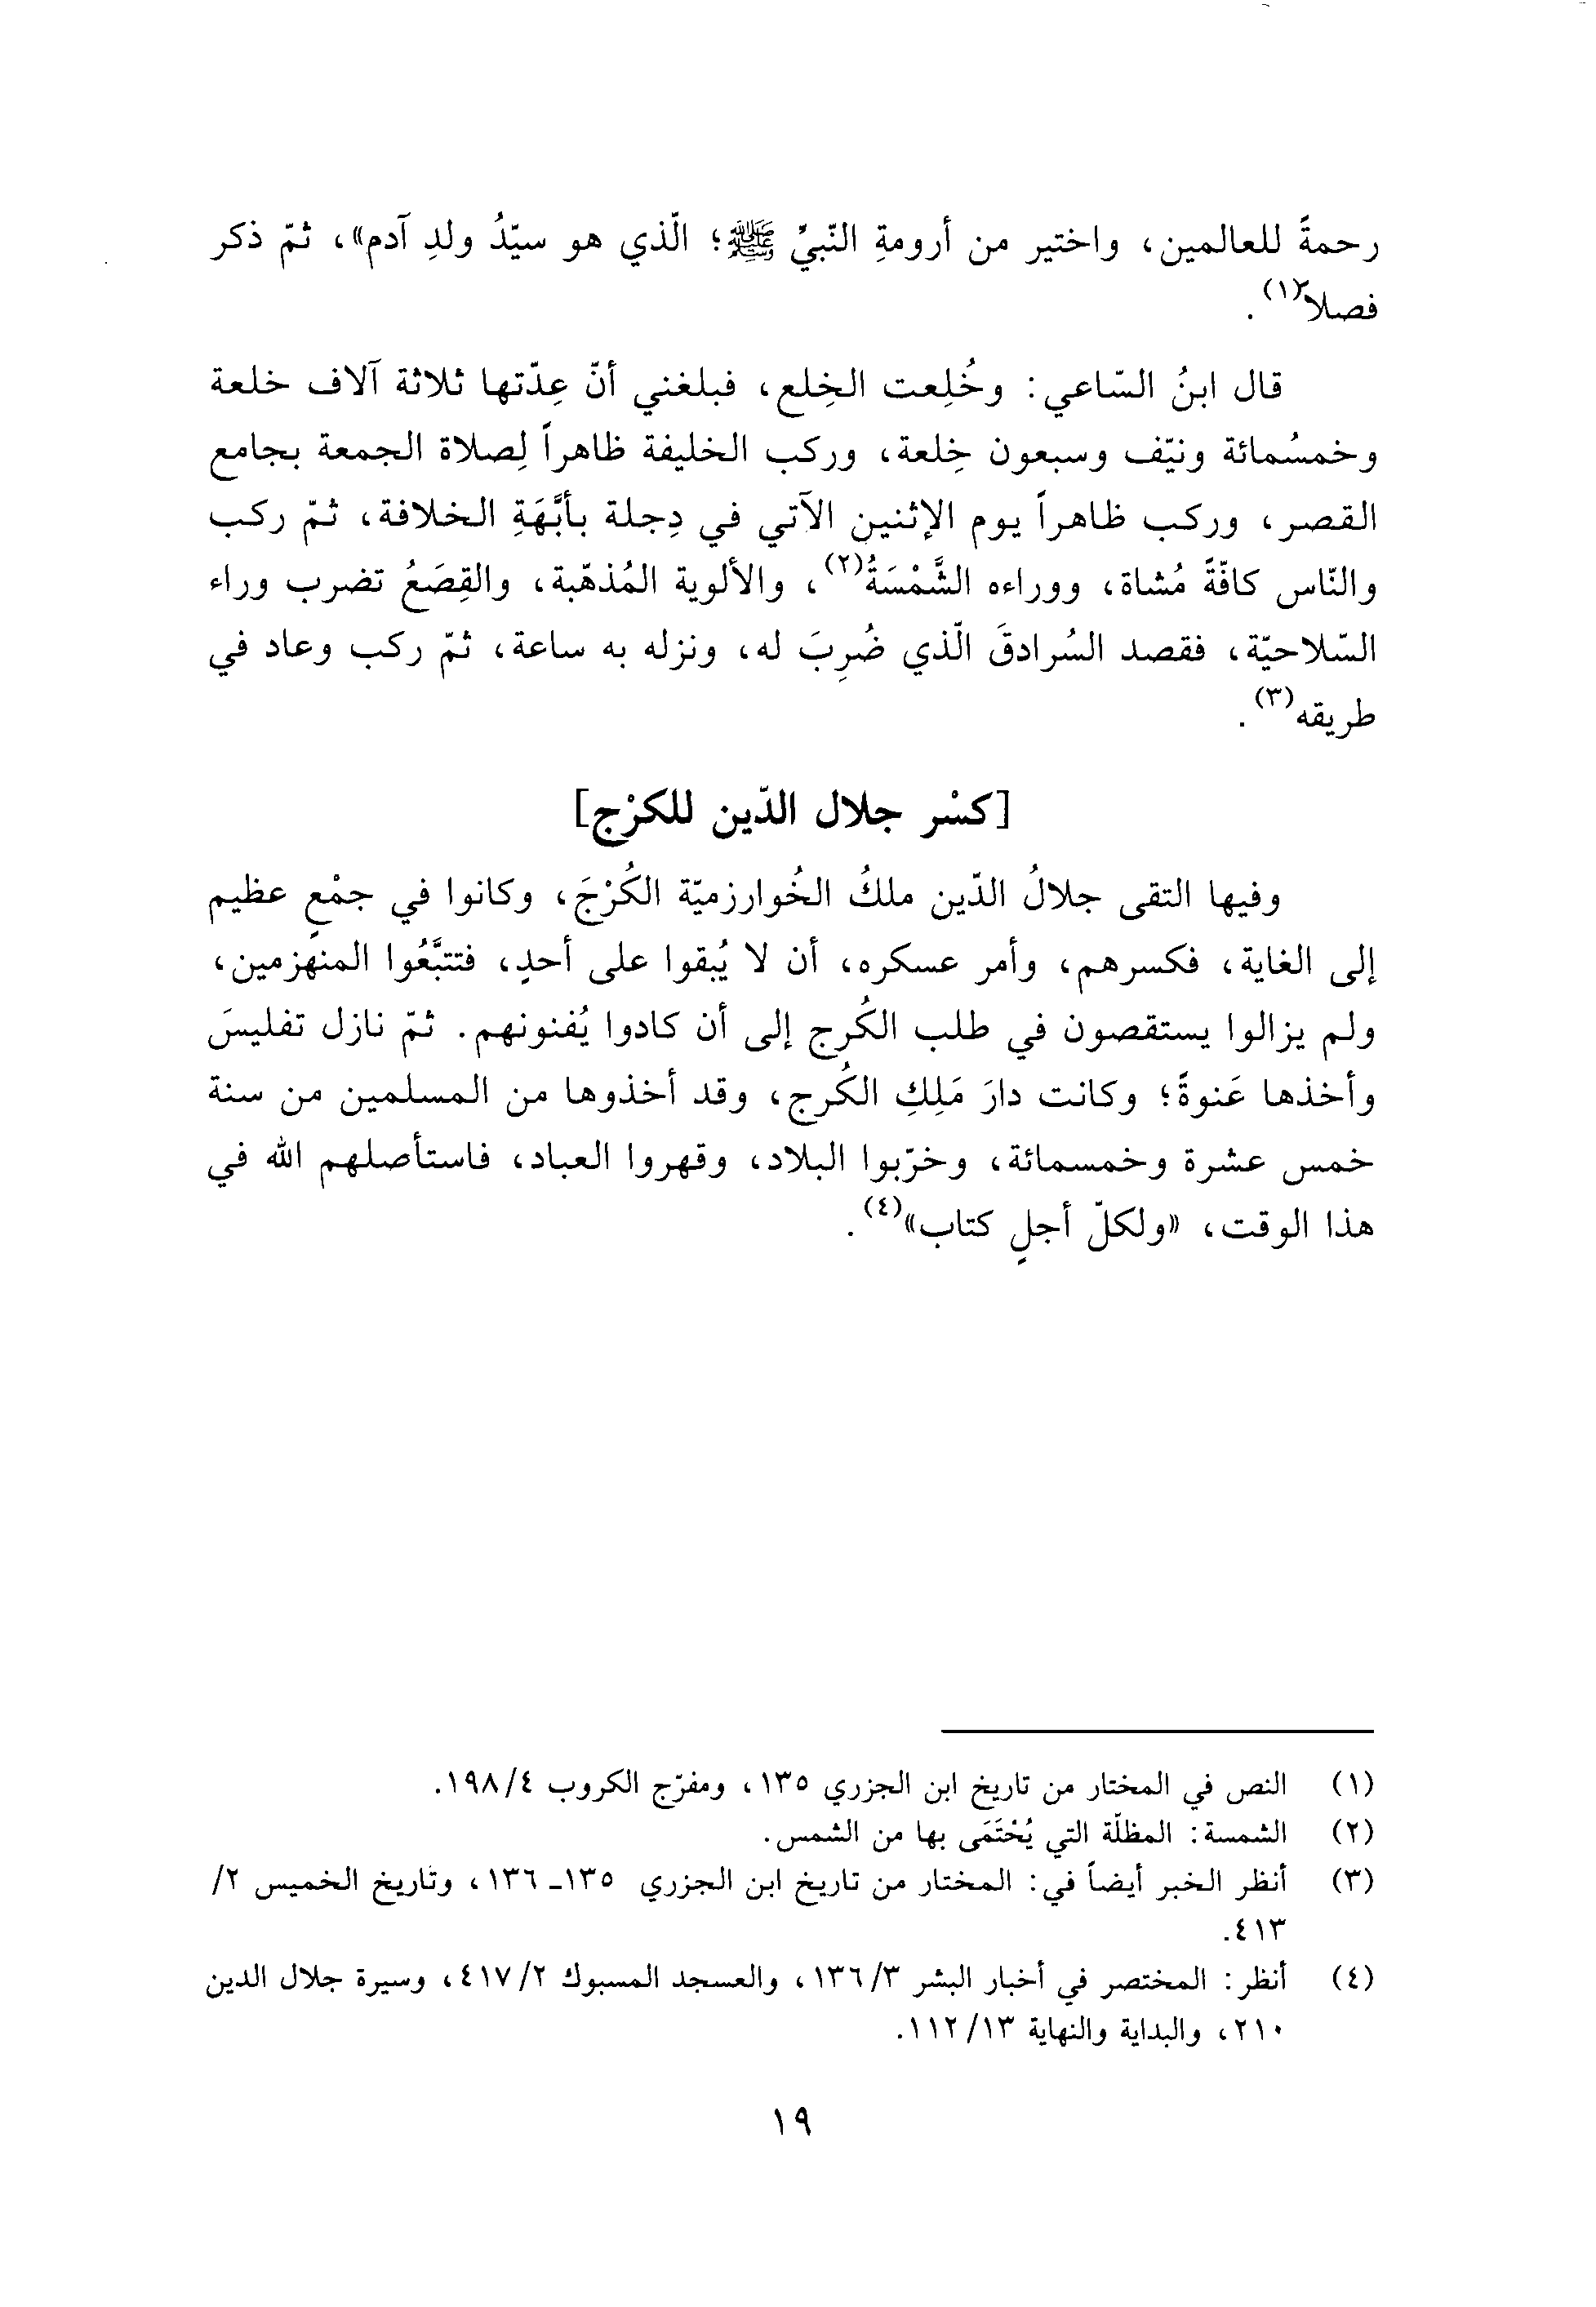 رحمةً للعالمين، واختير من أرومةِ النّبيِّ ﷺ؛ الّذي هو سيّدُ ولدِ آدم»، ثمّ ذكر
فصلاً(١).
قال ابنُ السّاعي: وخُلِعت الخِلع، فبلغني أنّ عِدّتها ثلاثة آلاف خلعة
وخمسُمائة ونيّف وسبعون خِلعة، وركب الخليفة ظاهراً لِصلاة الجمعة بجامع
القصر، وركب ظاهراً يوم الإثنين الآتي في دِجلة بأبَّهَةِ الخلافة، ثمّ ركب
والنّاس كافّةً مُشاة، ووراءه الشَّمْسَةُ(٢)، والألوية المُذهّبة، والقِصَعُ تضرب وراء
السّلاحيّة، فقصد السُرادقَ الّذي ضُرِبَ له، ونزله به ساعة، ثمّ ركب وعاد في
طريقه(٣).
[كسْر جلال الدّين للكرْج]
وفيها التقى جلالُ الدّين ملكُ الخُوارزميّة الكُرْجَ، وكانوا في جمْعٍ عظيم
إلى الغاية، فكسرهم، وأمر عسكره، أن لا يُبقوا على أحدٍ، فتتبَّعُوا المنهزمين،
ولم يزالوا يستقصون في طلب الكُرج إلى أن كادوا يُفنونهم. ثمّ نازل تفليسَ
وأخذها عَنوةً؛ وكانت دارَ مَلِكِ الكُرج، وقد أخذوها من المسلمين من سنة
خمس عشرة وخمسمائة، وخرّبوا البلاد، وقهروا العباد، فاستأصلهم الله في
هذا الوقت، «ولكلّ أجلٍ كتاب»(٤).
(١) النص في المختار من تاريخ ابن الجزري ١٣٥، ومفرّج الكروب ٤/١٩٨.
(٢) الشمسة: المظلّة التي يُحْتَمَى بها من الشمس.
(٣) أنظر الخبر أيضاً في: المختار من تاريخ ابن الجزري ١٣٥ـ ١٣٦، وتاريخ الخميس ٢/
٤١٣.
(٤) أنظر: المختصر في أخبار البشر ٣/١٣٦، والعسجد المسبوك ٢/٤١٧، وسيرة جلال الدين
٢١٠، والبداية والنهاية ١٣/١١٢.
١٩